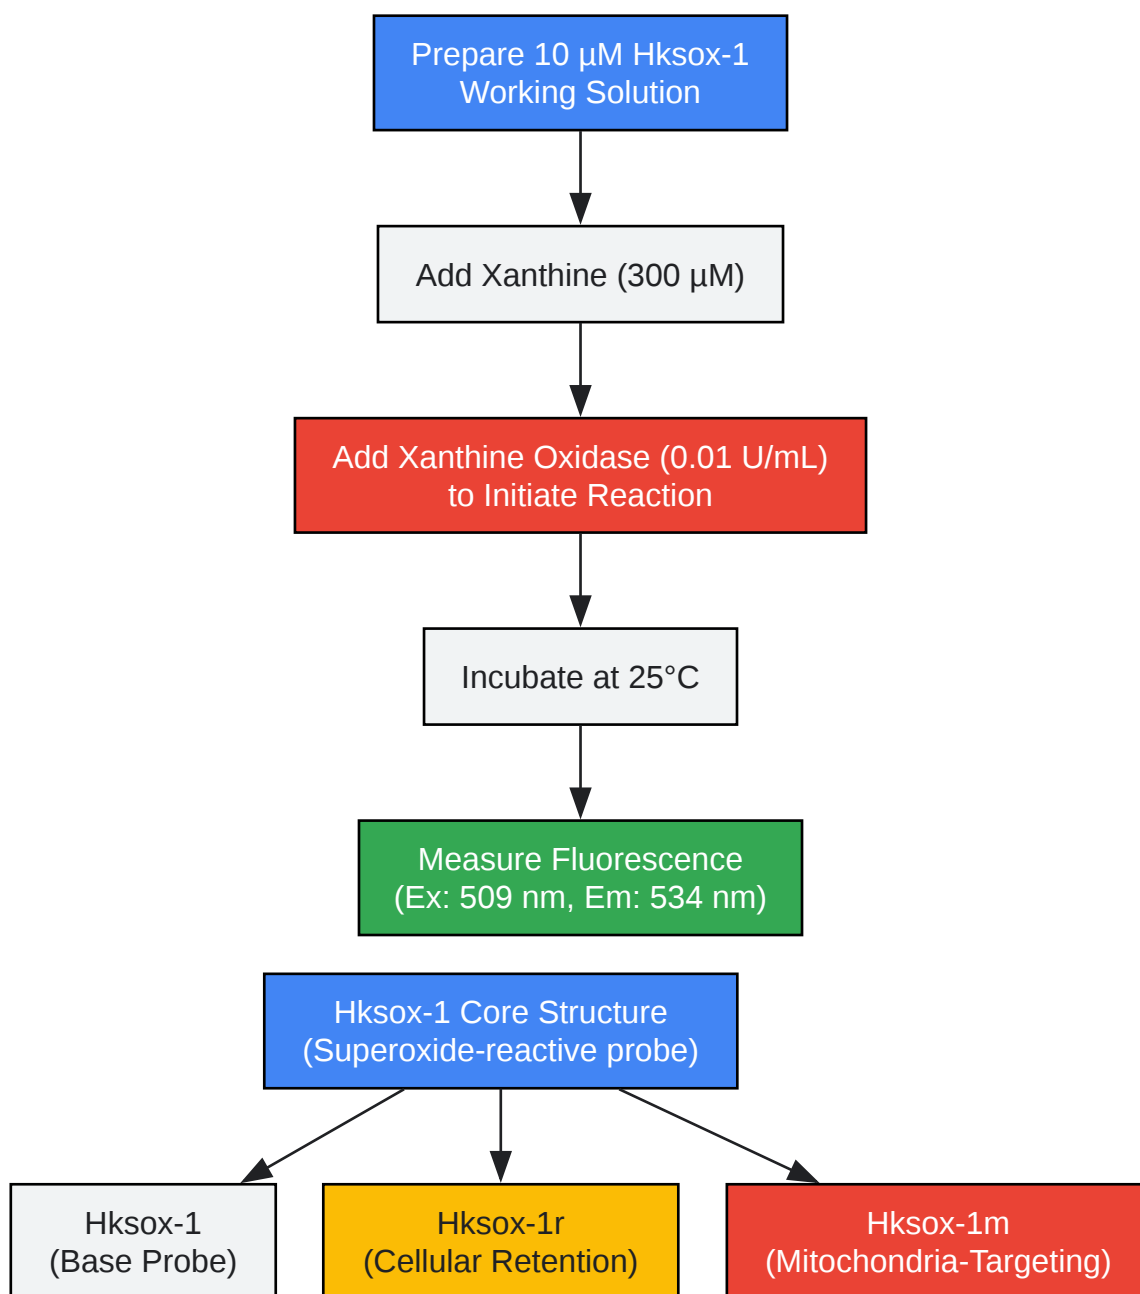 Prepare 10 µM Hksox-1
Working Solution
Add Xanthine (300 µM)
Add Xanthine Oxidase (0.01 U/mL)
to Initiate Reaction
Incubate at 25°C
Measure Fluorescence
(Ex: 509 nm, Em: 534 nm)
Hksox-1 Core Structure
(Superoxide-reactive probe)
Hksox-1
(Base Probe)
Hksox-1r
(Cellular Retention)
Hksox-1m
(Mitochondria-Targeting)